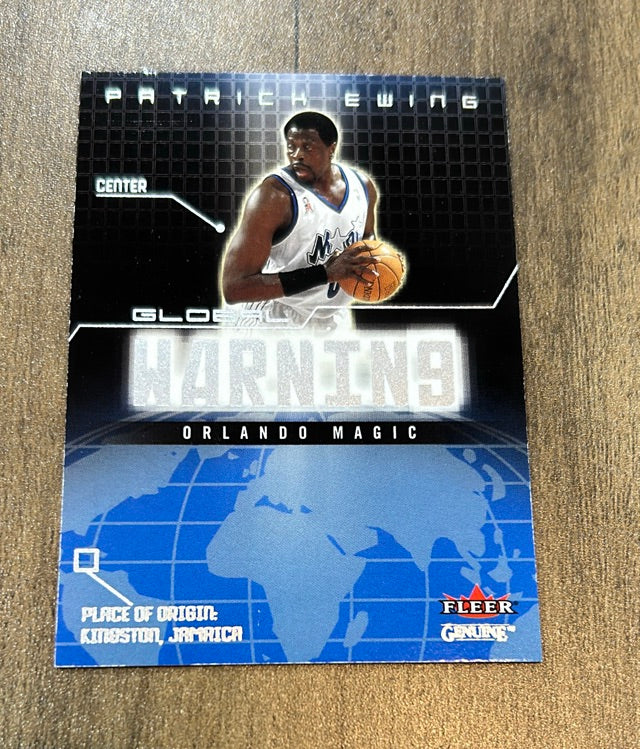 PATRICK EWING
CENTER
GLOBAL
WARNING
ORLANDO MAGIC
PLACE OF ORIGIN:
KINGSTON, JAMAICA
FLEER
GENUINE